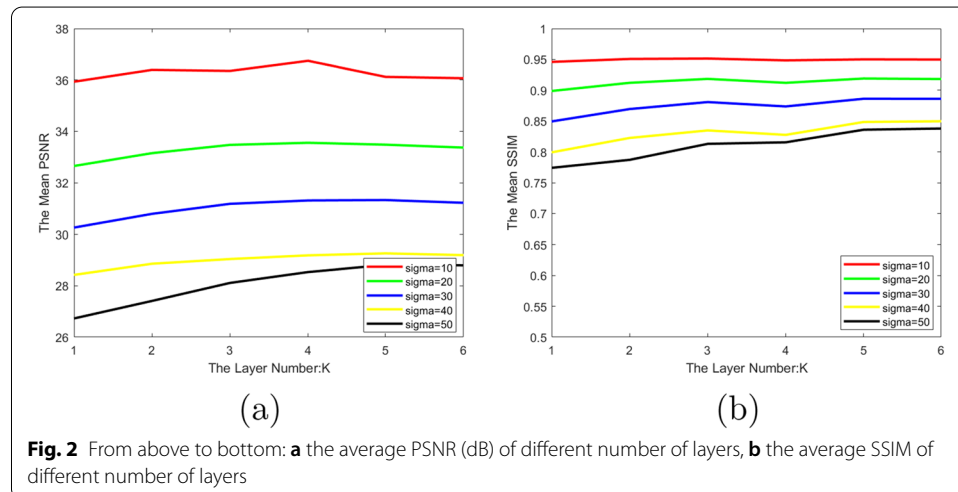 38
36
34
32
30
28
26
The Mean PSNR
sigma=10
sigma=20
sigma=30
sigma=40
sigma=50
1 2 3 4 5 6
The Layer Number:K
(a)
1
0.95
0.9
0.85
0.8
0.75
0.7
0.65
0.6
0.55
0.5
The Mean SSIM
sigma=10
sigma=20
sigma=30
sigma=40
sigma=50
1 2 3 4 5 6
The Layer Number:K
(b)
Fig. 2 From above to bottom: a the average PSNR (dB) of different number of layers, b the average SSIM of
different number of layers